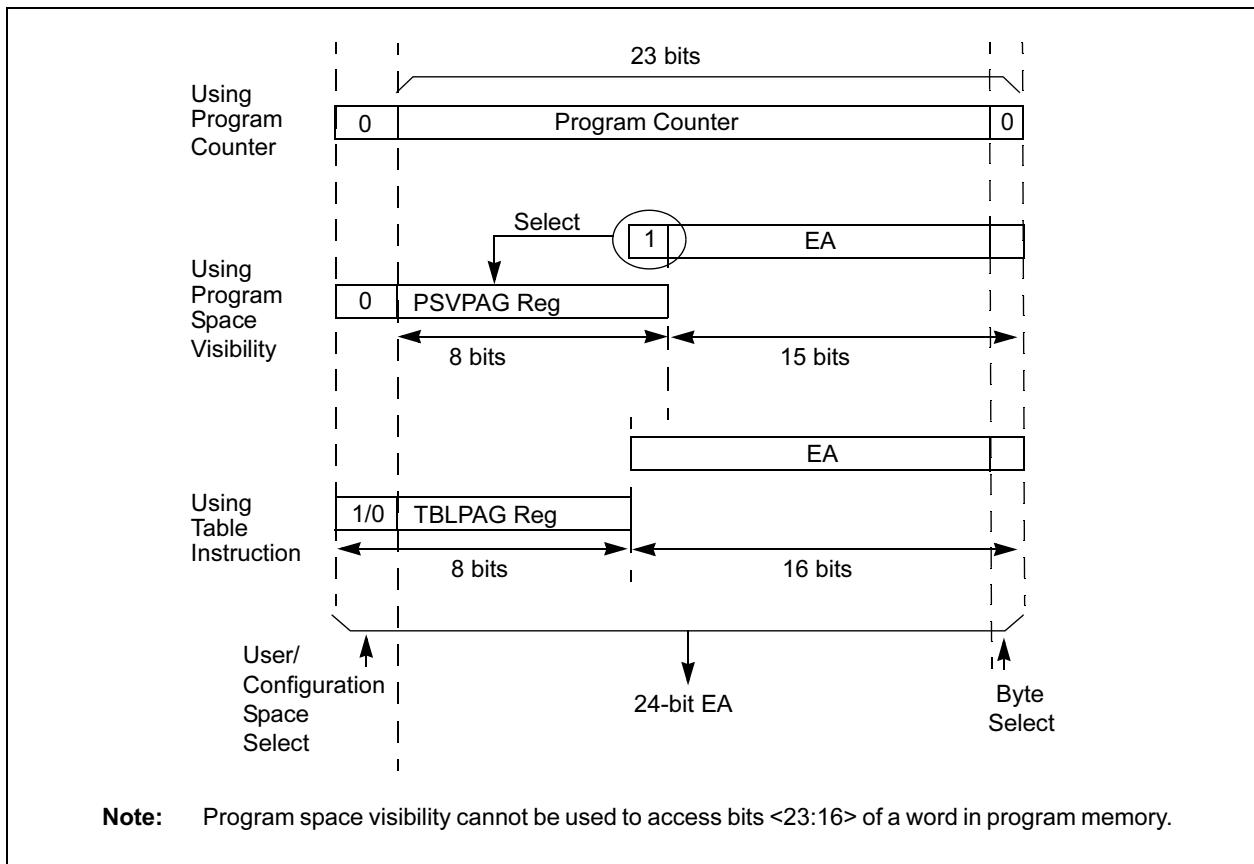 23 bits
Using
Program
Counter
0
Program Counter
0
Select
1
EA
Using
Program
Space
Visibility
0
PSVPAG Reg
8 bits
15 bits
EA
Using
Table
Instruction
1/0
TBLPAG Reg
8 bits
16 bits
User/
Configuration
Space
Select
24-bit EA
Byte
Select
Note: Program space visibility cannot be used to access bits <23:16> of a word in program memory.